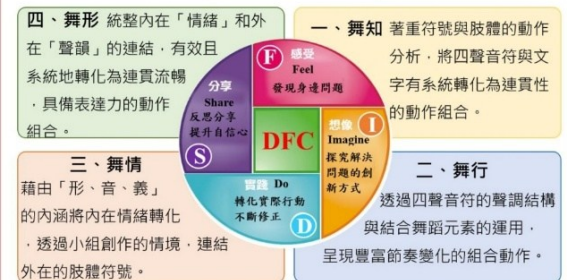 四、舞形 統整內在「情緒」和外
在「聲韻」的連結，有效且
系統地轉化為連貫流暢
，具備表達力的動作
組合。
一、舞知 著重符號與肢體的動作
分析，將四聲音符與文
字有系統轉化為連貫性
的動作組合。
F 感受
Feel
發現身邊問題
分享
Share
反思分享
提升自信心
S
DFC
想像 I
Imagine
探究解決
問題的創
新方式
實踐 Do
轉化實際行動
不斷修正
D
三、舞情
藉由「形、音、義」
的內涵將內在情緒轉化
，透過小組創作的情境，連結
外在的肢體符號。
二、舞行
透過四聲音符的聲調結構
與結合舞蹈元素的運用，
呈現豐富節奏變化的組合動作。